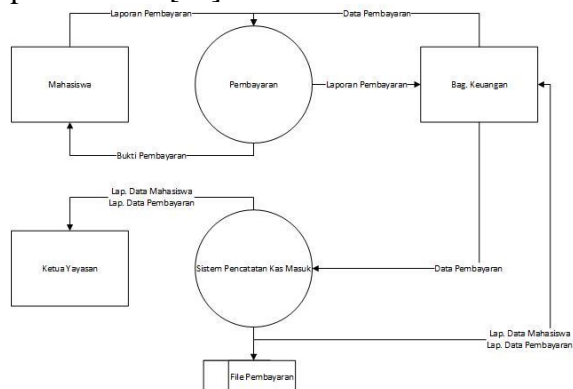 Laporan Pembayaran
Data Pembayaran
Mahasiswa
Pembayaran
Laporan Pembayaran
Bag. Keuangan
Bukti Pembayaran
Lap. Data Mahasiswa
Lap. Data Pembayaran
Ketua Yayasan
Sistem Pencatatan Kas Masuk
Data Pembayaran
Lap. Data Mahasiswa
Lap. Data Pembayaran
File Pembayaran